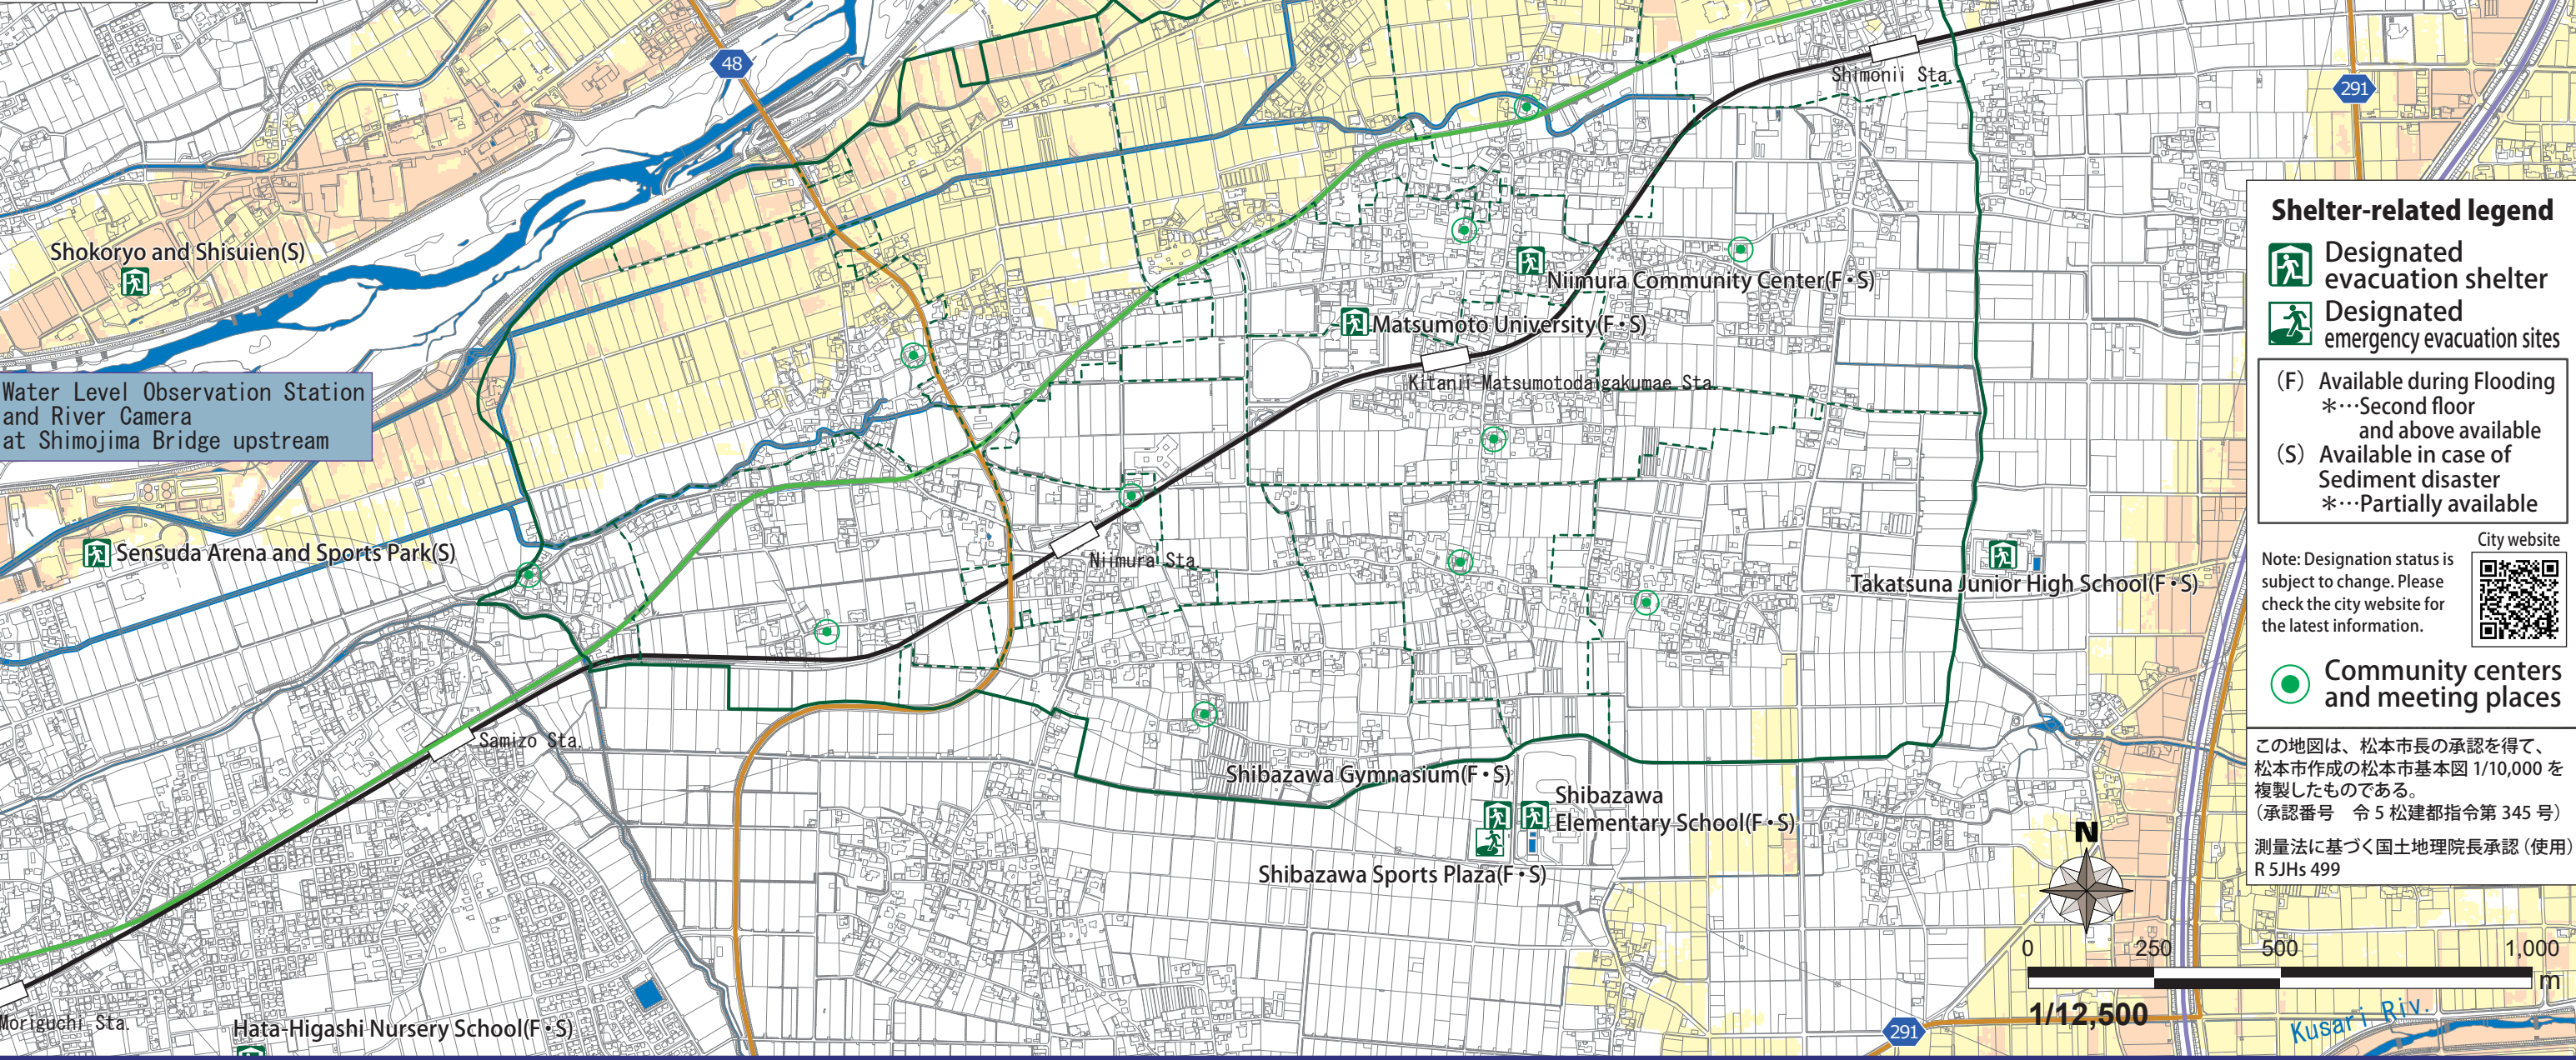 48
Shimonii Sta.
291
Shokoryo and Shisuien(S)
Niimura Community Center(F・S)
Matsumoto University(F・S)
Kitanii-Matsumotodaigakumae Sta.
Water Level Observation Station
and River Camera
at Shimojima Bridge upstream
Sensuda Arena and Sports Park(S)
Niimura Sta.
Takatsuna Junior High School(F・S)
Samizo Sta.
Shibazawa Gymnasium(F・S)
Shibazawa
Elementary School(F・S)
Shibazawa Sports Plaza(F・S)
Moriguchi Sta.
Hata-Higashi Nursery School(F・S)
291
Kusari Riv.
Shelter-related legend
Designated
evacuation shelter
Designated
emergency evacuation sites
（F）Available during Flooding
＊…Second floor
and above available
（S）Available in case of
Sediment disaster
＊…Partially available
City website
Note: Designation status is
subject to change. Please
check the city website for
the latest information.
Community centers
and meeting places
この地図は、松本市長の承認を得て、
松本市作成の松本市基本図 1/10,000 を
複製したものである。
（承認番号　令 5 松建都指令第 345 号）
測量法に基づく国土地理院長承認（使用）
R 5JHs 499
N
0 250 500 1,000
m
1/12,500